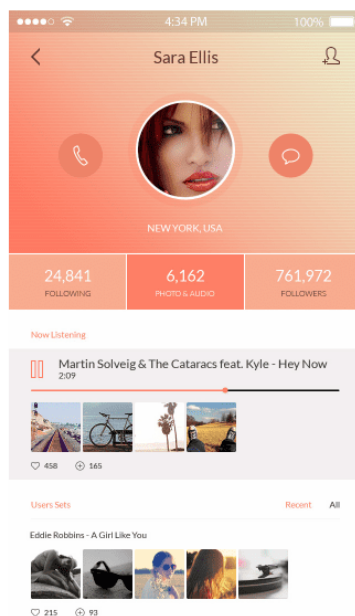 4:34 PM 100%
Sara Ellis
NEW YORK, USA
24,841 6,162 761,972
FOLLOWING PHOTO & AUDIO FOLLOWERS
Now Listening
Martin Solveig & The Cataracs feat. Kyle - Hey Now
2:09
458 165
Users Sets Recent All
Eddie Robbins - A Girl Like You
215 93